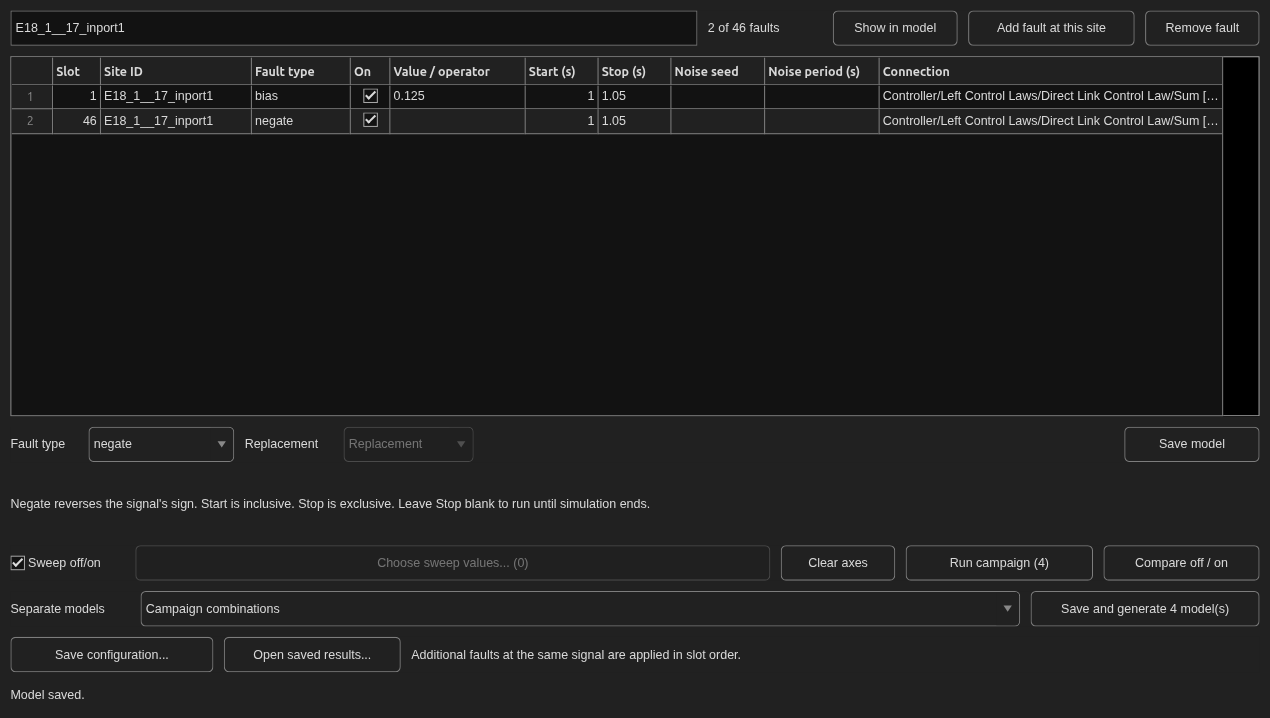 E18_1__17_inport1 2 of 46 faults Show in model Add fault at this site Remove fault
Slot Site ID Fault type On Value / operator Start (s) Stop (s) Noise seed Noise period (s) Connection
1 1 E18_1__17_inport1 bias 0.125 1 1.05 Controller/Left Control Laws/Direct Link Control Law/Sum [...
2 46 E18_1__17_inport1 negate 1 1.05 Controller/Left Control Laws/Direct Link Control Law/Sum [...
Fault type negate Replacement Replacement Save model
Negate reverses the signal's sign. Start is inclusive. Stop is exclusive. Leave Stop blank to run until simulation ends.
Sweep off/on Choose sweep values... (0) Clear axes Run campaign (4) Compare off / on
Separate models Campaign combinations Save and generate 4 model(s)
Save configuration... Open saved results... Additional faults at the same signal are applied in slot order.
Model saved.